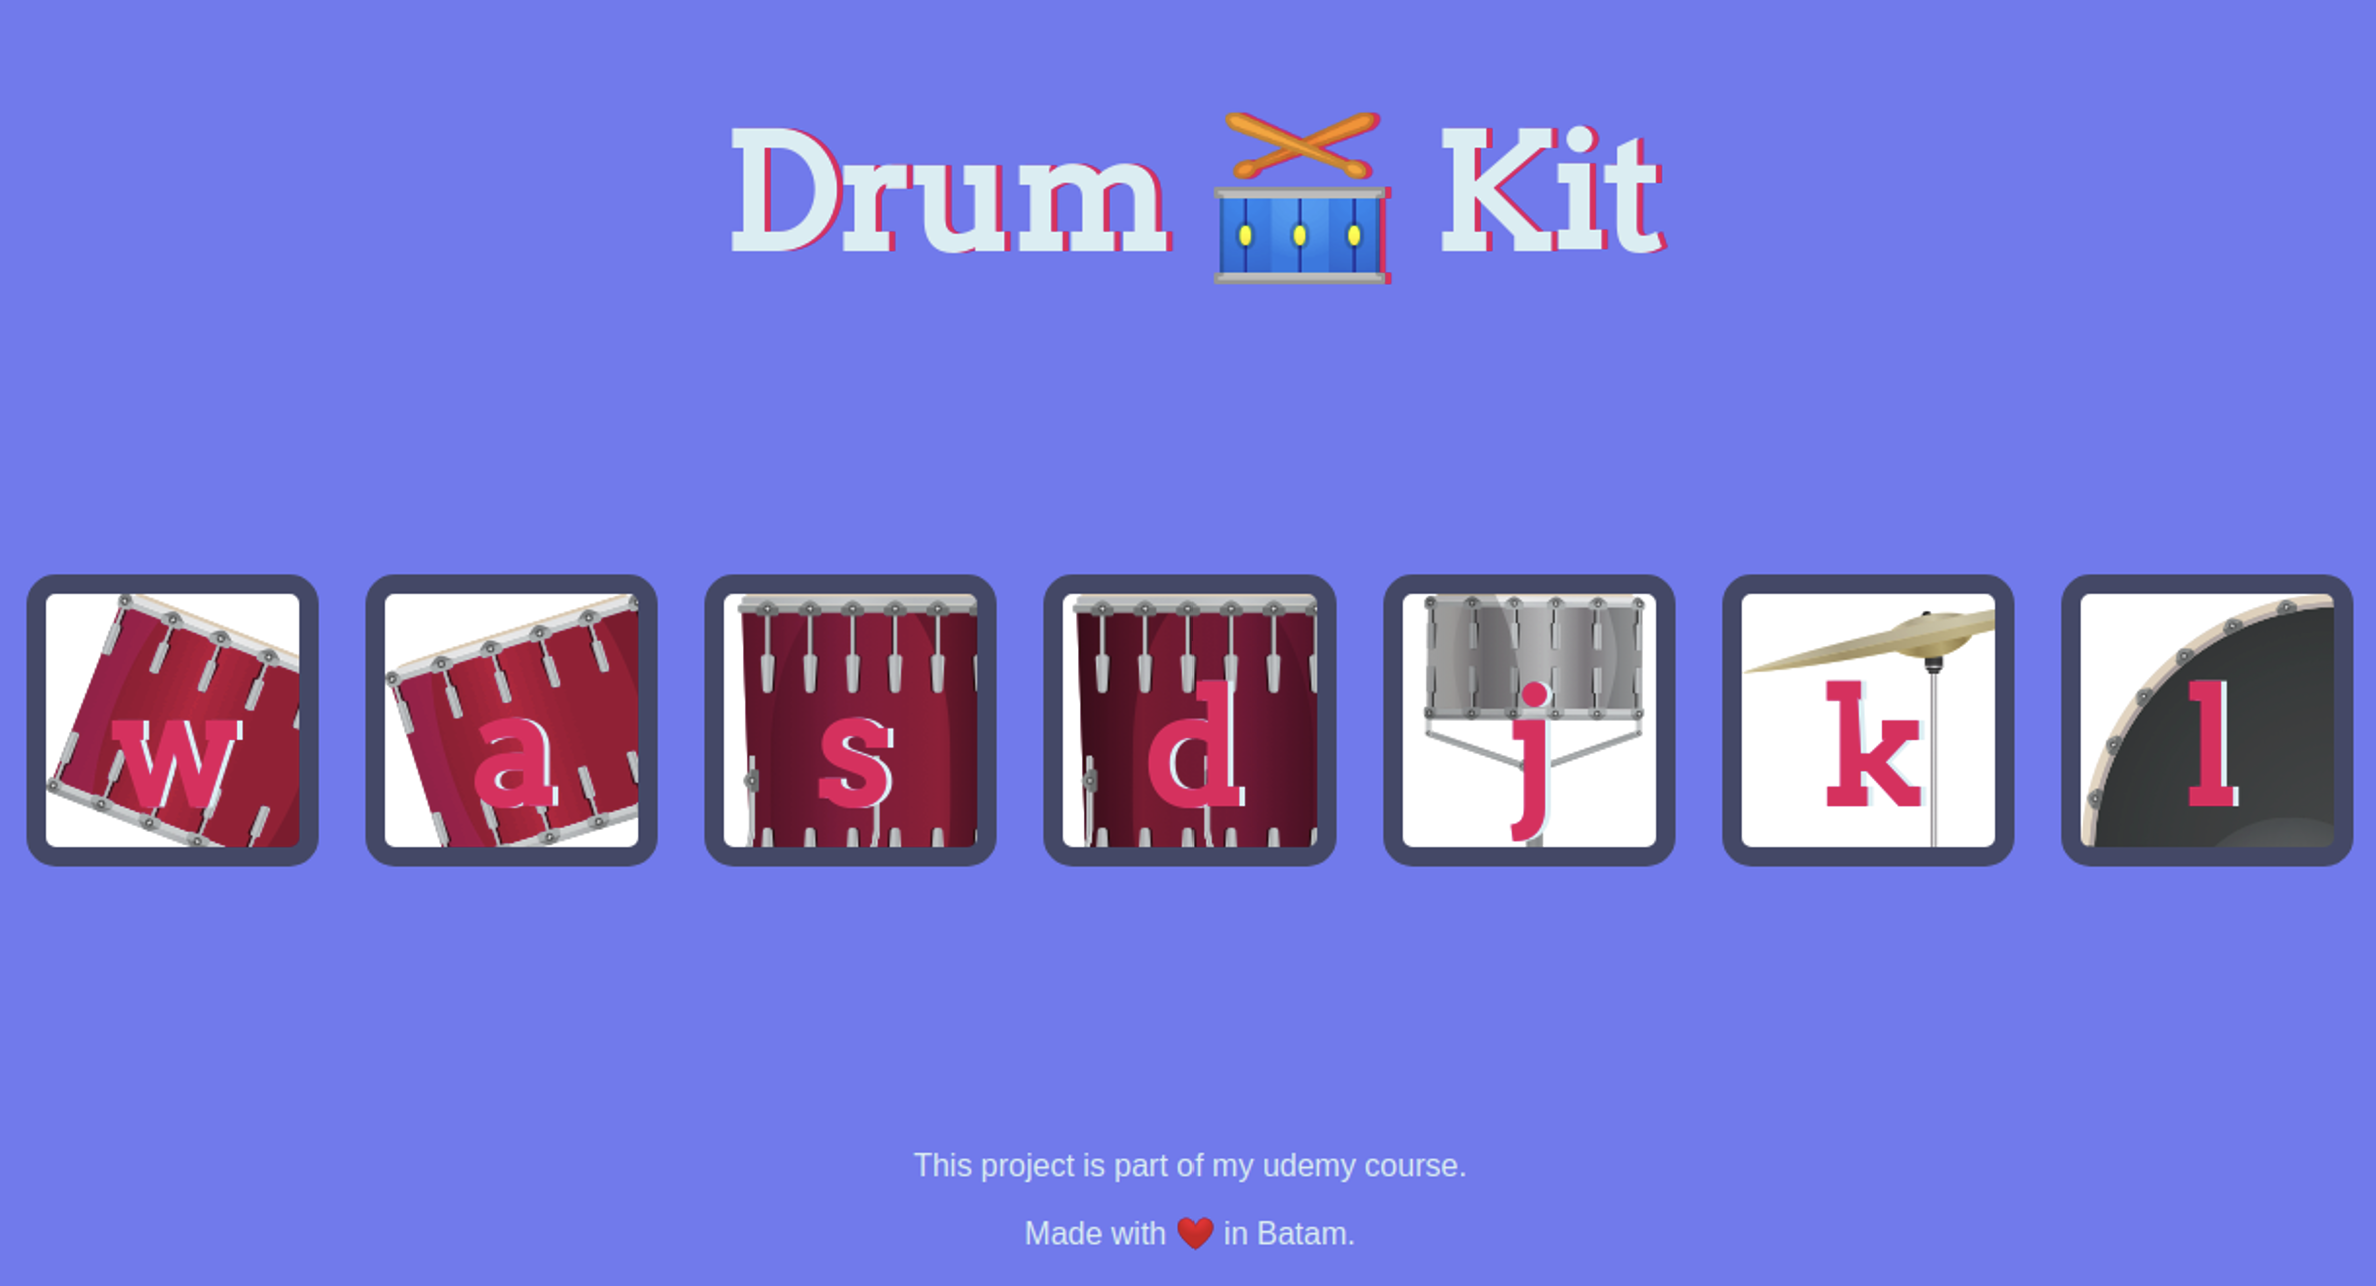 Drum 🥁 Kit
w a s d j k l
This project is part of my udemy course.
Made with ❤️ in Batam.